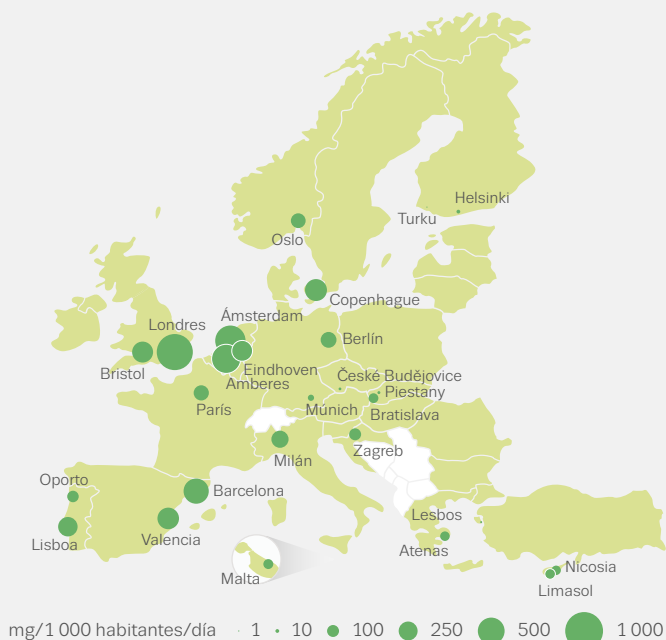 Helsinki
Turku
Oslo
Copenhague
Ámsterdam
Londres
Berlín
Bristol
Eindhoven
Amberes
České Budějovice
Piestany
París
Múnich
Bratislava
Zagreb
Milán
Oporto
Barcelona
Lisboa
Valencia
Lesbos
Atenas
Nicosia
Malta
Limasol
mg/1 000 habitantes/día 1 10 100 250 500 1 000